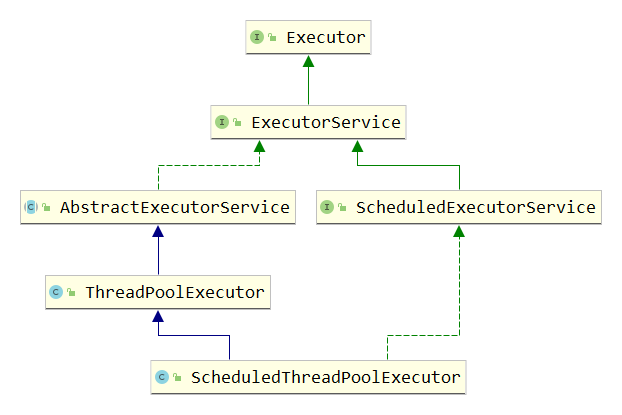 Executor
ExecutorService
AbstractExecutorService
ScheduledExecutorService
ThreadPoolExecutor
ScheduledThreadPoolExecutor